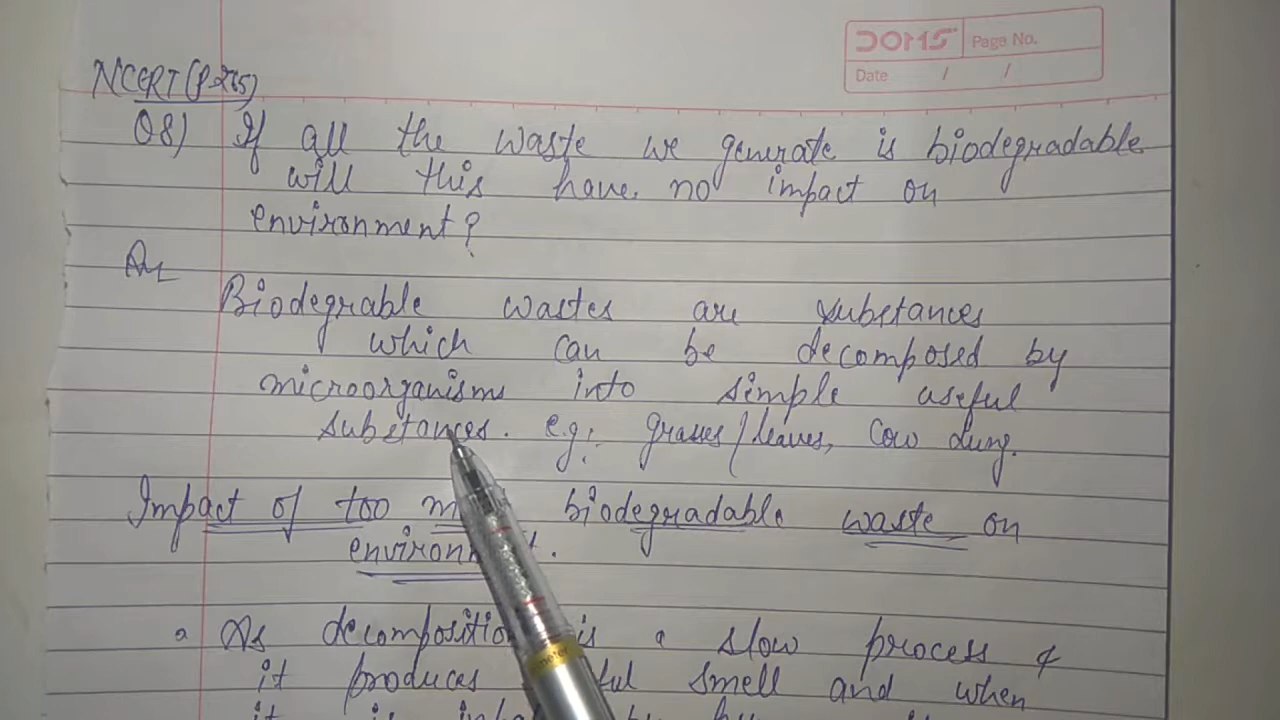 DOMS Page No.
Date / /
NCERT (P-265)
Q8) If all the waste we generate is biodegradable
will this have no impact on
environment?
Ans
Biodegrable wastes are substances
which can be decomposed by
microorganisms into simple useful
substances. e.g: grasses/leaves, cow dung.
Impact of too biodegradable waste on
environment.
As decomposition is a slow process &
it produces smell and when
it is